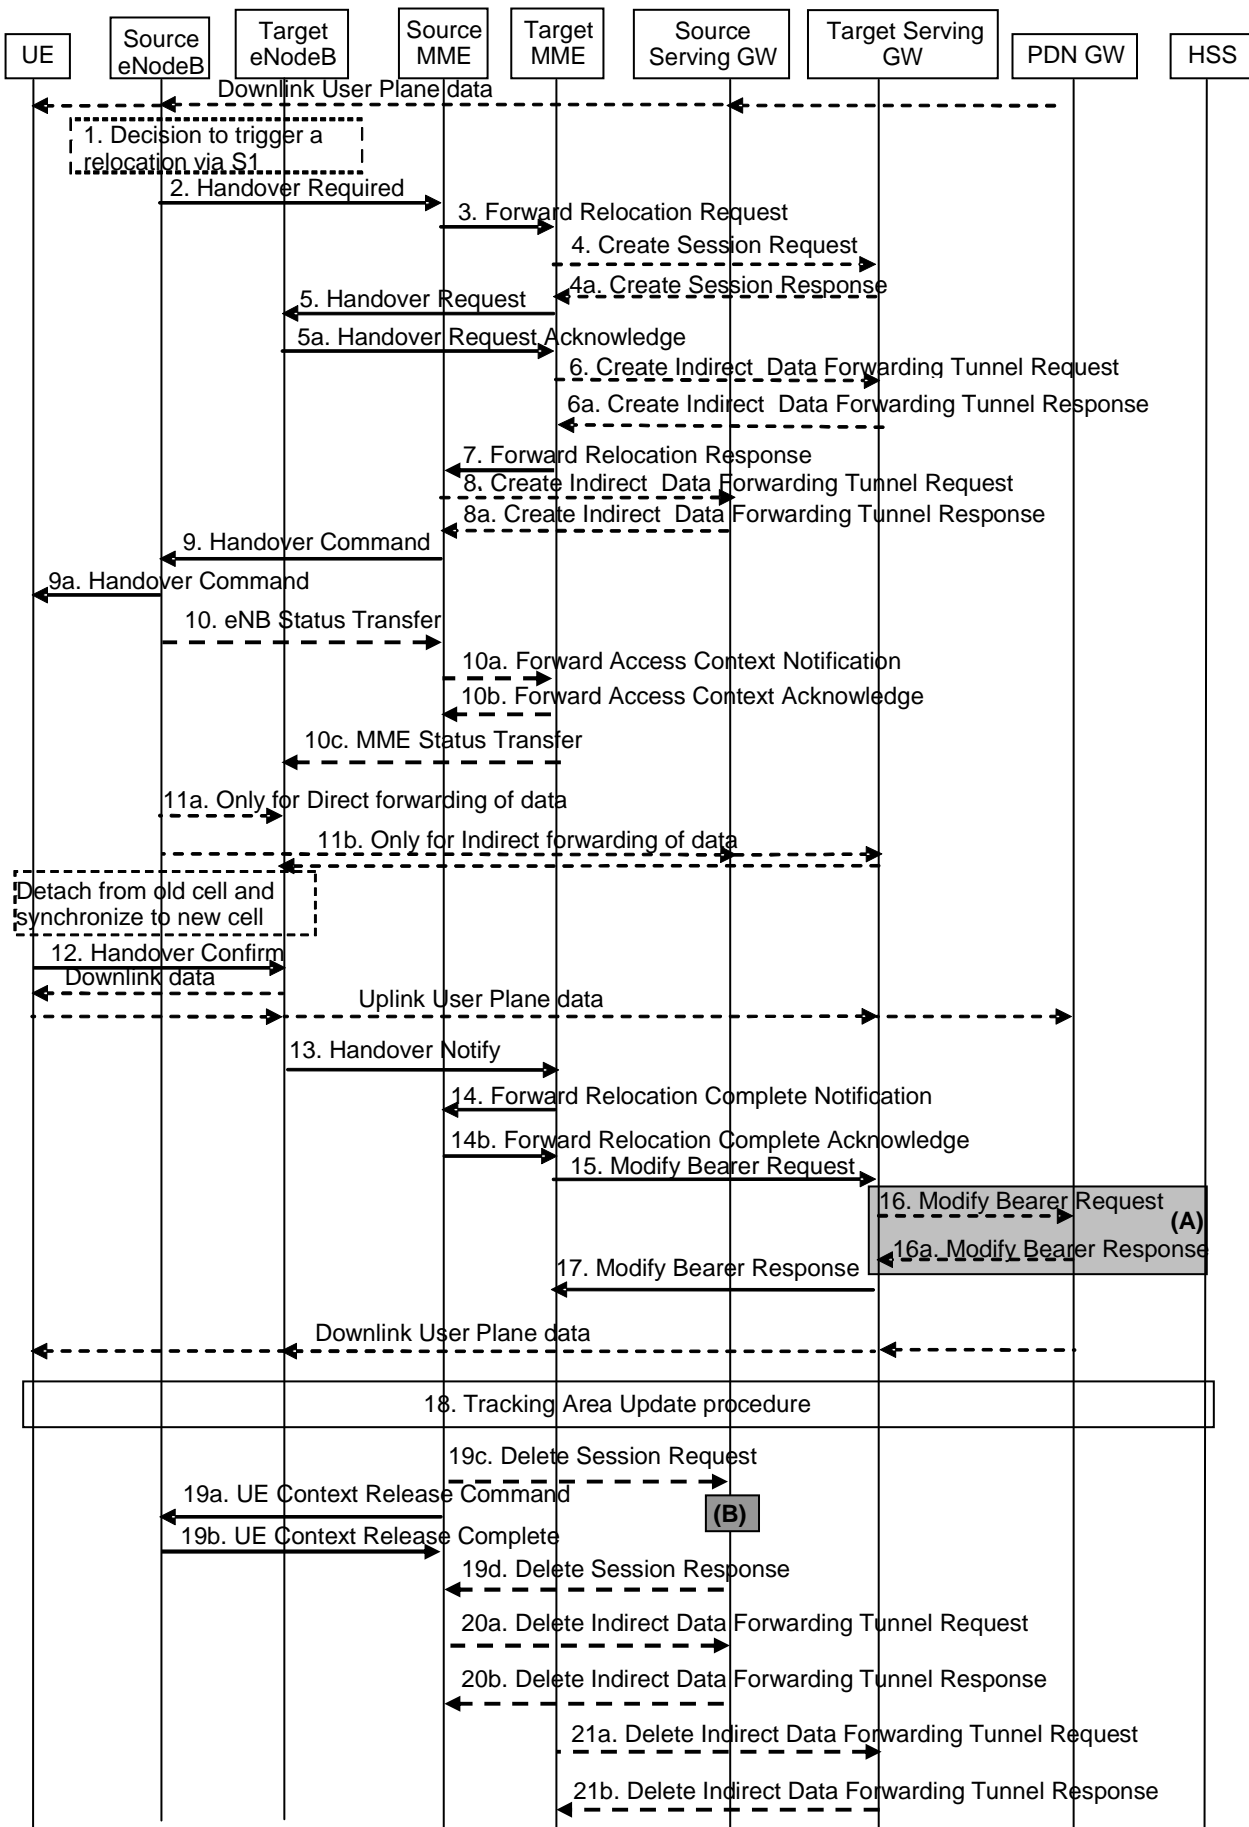 UE
Source
eNodeB
Target
eNodeB
Source
MME
Target
MME
Source
Serving GW
Target Serving
GW
PDN GW
HSS
Downlink User Plane data
1. Decision to trigger a
relocation via S1
2. Handover Required
3. Forward Relocation Request
4. Create Session Request
4a. Create Session Response
5. Handover Request
5a. Handover Request Acknowledge
6. Create Indirect Data Forwarding Tunnel Request
6a. Create Indirect Data Forwarding Tunnel Response
7. Forward Relocation Response
8. Create Indirect Data Forwarding Tunnel Request
8a. Create Indirect Data Forwarding Tunnel Response
9. Handover Command
9a. Handover Command
10. eNB Status Transfer
10a. Forward Access Context Notification
10b. Forward Access Context Acknowledge
10c. MME Status Transfer
11a. Only for Direct forwarding of data
11b. Only for Indirect forwarding of data
Detach from old cell and
synchronize to new cell
12. Handover Confirm
Downlink data
Uplink User Plane data
13. Handover Notify
14. Forward Relocation Complete Notification
14b. Forward Relocation Complete Acknowledge
15. Modify Bearer Request
16. Modify Bearer Request
(A)
16a. Modify Bearer Response
17. Modify Bearer Response
Downlink User Plane data
18. Tracking Area Update procedure
19c. Delete Session Request
19a. UE Context Release Command
(B)
19b. UE Context Release Complete
19d. Delete Session Response
20a. Delete Indirect Data Forwarding Tunnel Request
20b. Delete Indirect Data Forwarding Tunnel Response
21a. Delete Indirect Data Forwarding Tunnel Request
21b. Delete Indirect Data Forwarding Tunnel Response